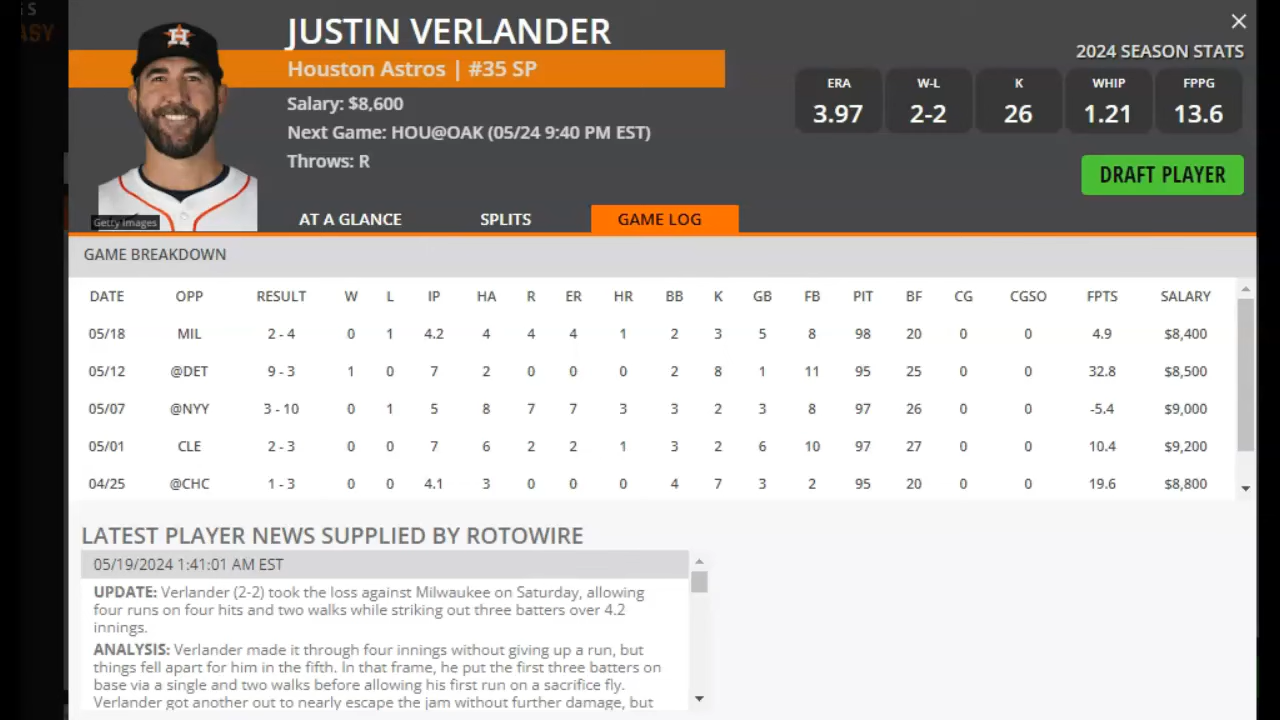 S
ASY
×
JUSTIN VERLANDER
Houston Astros | #35 SP
Salary: $8,600
Next Game: HOU@OAK (05/24 9:40 PM EST)
Throws: R
2024 SEASON STATS
ERA W-L K WHIP FPPG
3.97 2-2 26 1.21 13.6
DRAFT PLAYER
Getty Images
AT A GLANCE SPLITS GAME LOG
GAME BREAKDOWN
DATE OPP RESULT W L IP HA R ER HR BB K GB FB PIT BF CG CGSO FPTS SALARY
05/18 MIL 2 - 4 0 1 4.2 4 4 4 1 2 3 5 8 98 20 0 0 4.9 $8,400
05/12 @DET 9 - 3 1 0 7 2 0 0 0 2 8 1 11 95 25 0 0 32.8 $8,500
05/07 @NYY 3 - 10 0 1 5 8 7 7 3 3 2 3 8 97 26 0 0 -5.4 $9,000
05/01 CLE 2 - 3 0 0 7 6 2 2 1 3 2 6 10 97 27 0 0 10.4 $9,200
04/25 @CHC 1 - 3 0 0 4.1 3 0 0 0 4 7 3 2 95 20 0 0 19.6 $8,800
LATEST PLAYER NEWS SUPPLIED BY ROTOWIRE
05/19/2024 1:41:01 AM EST
UPDATE: Verlander (2-2) took the loss against Milwaukee on Saturday, allowing
four runs on four hits and two walks while striking out three batters over 4.2
innings.
ANALYSIS: Verlander made it through four innings without giving up a run, but
things fell apart for him in the fifth. In that frame, he put the first three batters on
base via a single and two walks before allowing his first run on a sacrifice fly.
Verlander got another out to nearly escape the jam without further damage, but